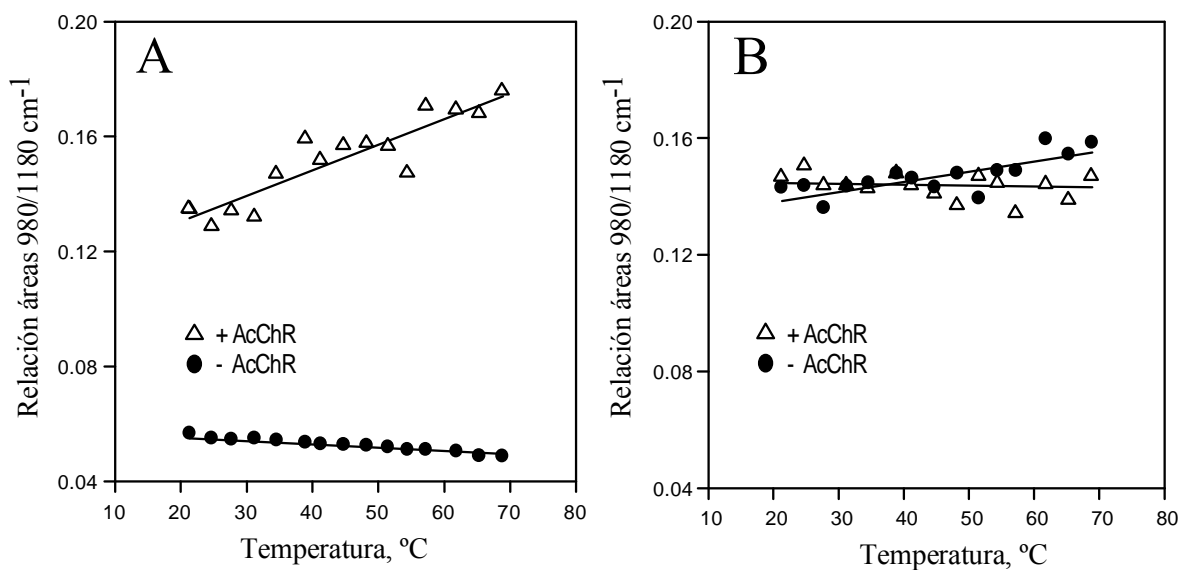 A
Relación áreas 980/1180 cm-1
0.20
0.16
0.12
0.08
0.04
+ AcChR
- AcChR
10 20 30 40 50 60 70 80
Temperatura, ºC
B
Relación áreas 980/1180 cm-1
0.20
0.16
0.12
0.08
0.04
+ AcChR
- AcChR
10 20 30 40 50 60 70 80
Temperatura, ºC